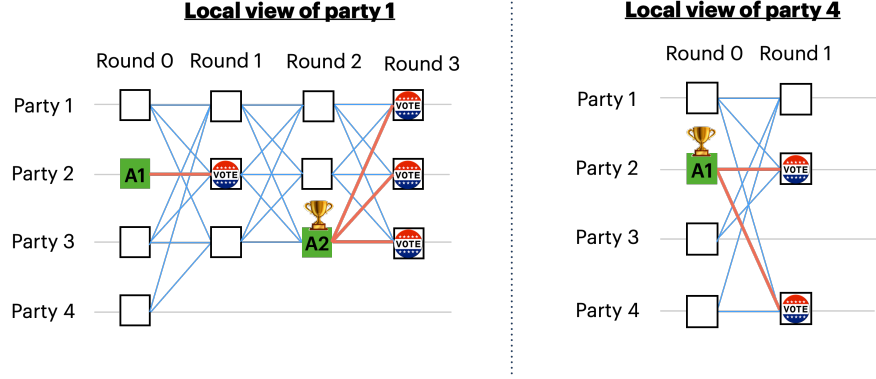 Local view of party 1
Round 0 Round 1 Round 2 Round 3
Party 1
VOTE
Party 2
A1
VOTE
VOTE
Party 3
A2
VOTE
Party 4
Local view of party 4
Round 0 Round 1
Party 1
Party 2
A1
VOTE
Party 3
Party 4
VOTE